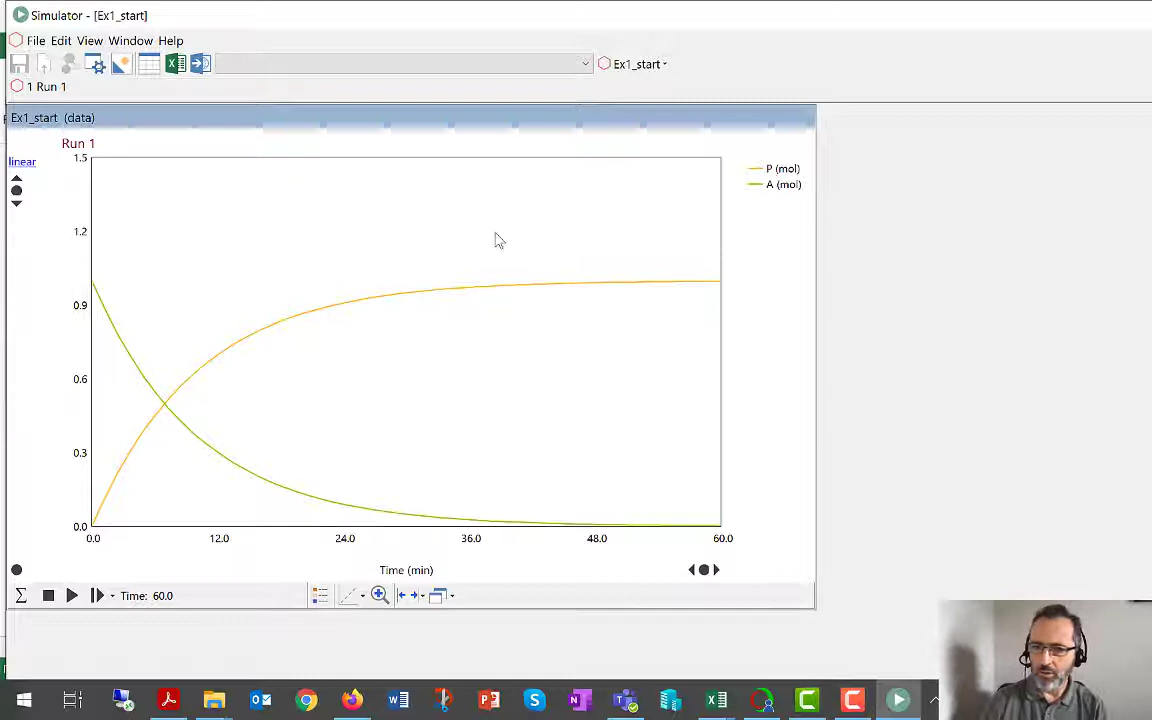 Simulator - [Ex1_start]
File Edit View Window Help
Ex1_start
1 Run 1
Ex1_start (data)
Run 1
linear
1.5
1.2
0.9
0.6
0.3
0.0
P (mol)
A (mol)
0.0 12.0 24.0 36.0 48.0 60.0
Time (min)
Time: 60.0